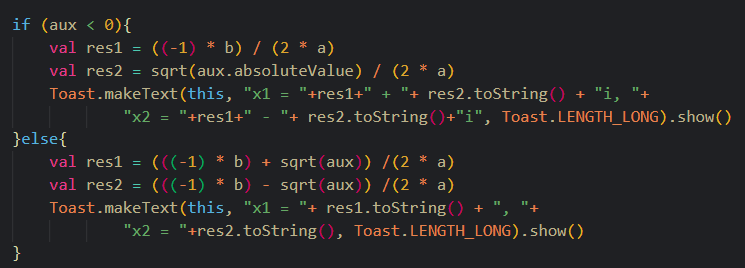 if (aux < 0){
val res1 = ((-1) * b) / (2 * a)
val res2 = sqrt(aux.absoluteValue) / (2 * a)
Toast.makeText(this, "x1 = "+res1+" + "+ res2.toString() + "i, "+
"x2 = "+res1+" - "+ res2.toString()+"i", Toast.LENGTH_LONG).show()
}else{
val res1 = (((-1) * b) + sqrt(aux)) /(2 * a)
val res2 = (((-1) * b) - sqrt(aux)) /(2 * a)
Toast.makeText(this, "x1 = "+ res1.toString() + ", "+
"x2 = "+res2.toString(), Toast.LENGTH_LONG).show()
}